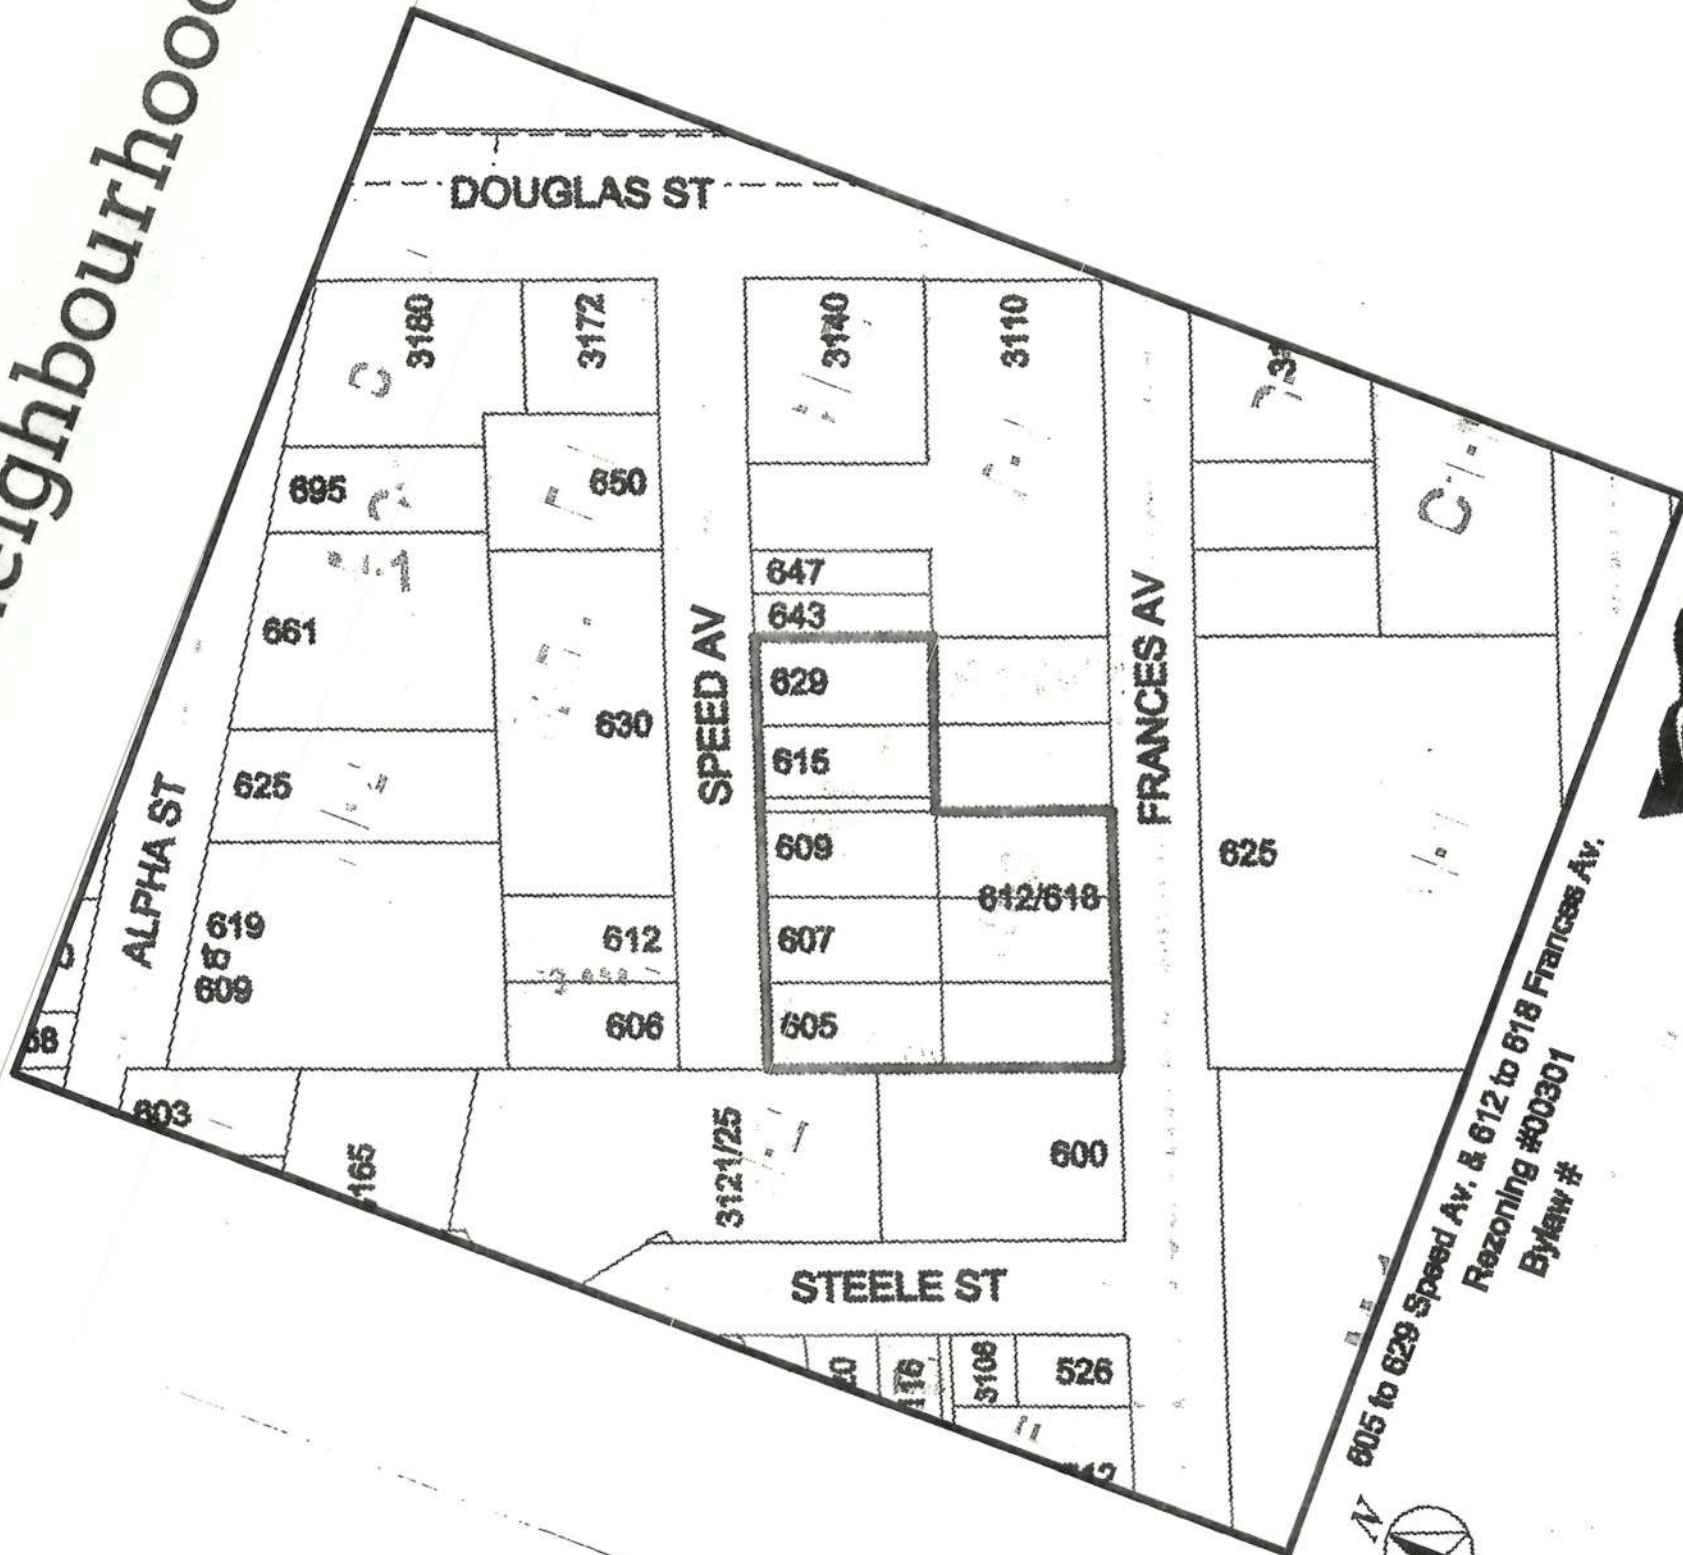 DOUGLAS ST
3180
3172
3140
3110
695
650
661
647
643
629
630
615
625
SPEED AV
FRANCES AV
ALPHA ST
609
625
612/618
619
to
609
612
607
606
605
603
3121/25
600
STEELE ST
3108
526
605 to 629 Speed Av. & 612 to 618 Frances Av.
Rezoning #00301
Bylaw #
N